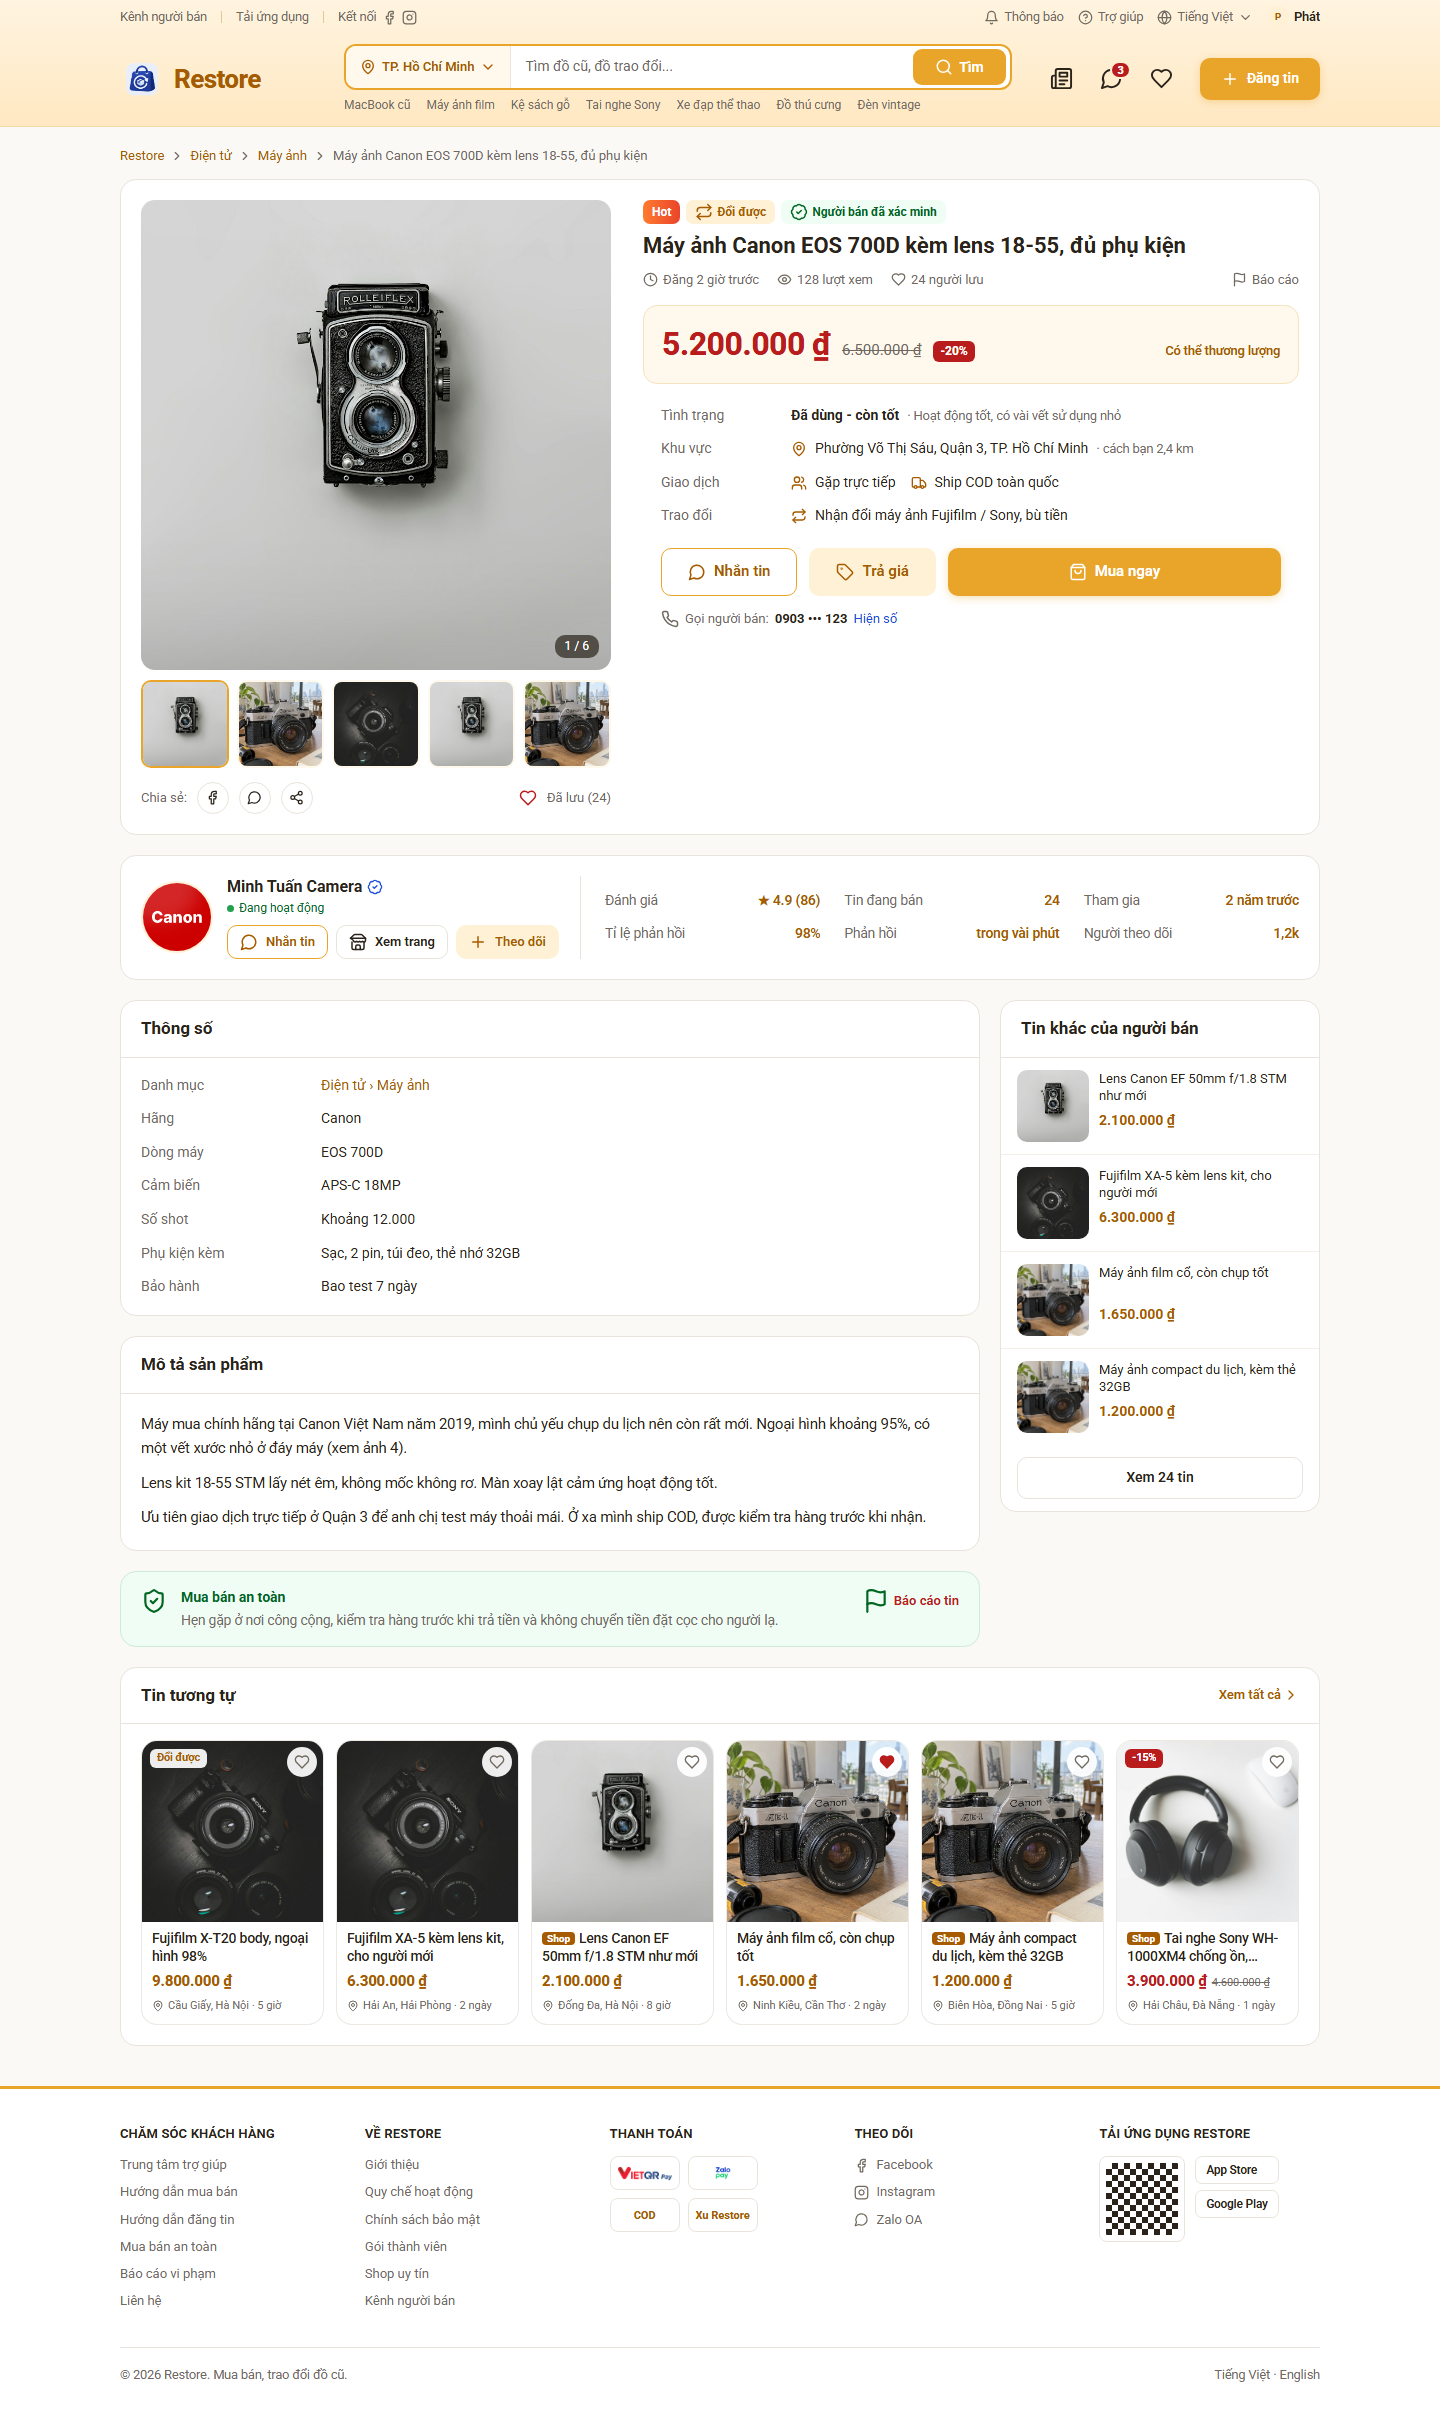 Kênh người bán
Tải ứng dụng
Kết nối
Thông báo
Trợ giúp
Tiếng Việt
P
Phát
Restore
TP. Hồ Chí Minh
Tìm đồ cũ, đồ trao đổi...
Tìm
3
Đăng tin
MacBook cũ
Máy ảnh film
Kệ sách gỗ
Tai nghe Sony
Xe đạp thể thao
Đồ thú cưng
Đèn vintage
Restore
Điện tử
Máy ảnh
Máy ảnh Canon EOS 700D kèm lens 18-55, đủ phụ kiện
ROLLEIFLEX
1 / 6
Chia sẻ:
Đã lưu (24)
Hot
Đổi được
Người bán đã xác minh
Máy ảnh Canon EOS 700D kèm lens 18-55, đủ phụ kiện
Đăng 2 giờ trước
128 lượt xem
24 người lưu
Báo cáo
5.200.000 ₫
6.500.000 ₫
-20%
Có thể thương lượng
Tình trạng
Đã dùng - còn tốt · Hoạt động tốt, có vài vết sử dụng nhỏ
Khu vực
Phường Võ Thị Sáu, Quận 3, TP. Hồ Chí Minh · cách bạn 2,4 km
Giao dịch
Gặp trực tiếp
Ship COD toàn quốc
Trao đổi
Nhận đổi máy ảnh Fujifilm / Sony, bù tiền
Nhắn tin
Trả giá
Mua ngay
Gọi người bán: 0903 ••• 123 Hiện số
Canon
Minh Tuấn Camera
Đang hoạt động
Nhắn tin
Xem trang
Theo dõi
Đánh giá
★ 4.9 (86)
Tin đang bán
24
Tham gia
2 năm trước
Tỉ lệ phản hồi
98%
Phản hồi
trong vài phút
Người theo dõi
1,2k
Thông số
Danh mục
Điện tử › Máy ảnh
Hãng
Canon
Dòng máy
EOS 700D
Cảm biến
APS-C 18MP
Số shot
Khoảng 12.000
Phụ kiện kèm
Sạc, 2 pin, túi đeo, thẻ nhớ 32GB
Bảo hành
Bao test 7 ngày
Tin khác của người bán
Lens Canon EF 50mm f/1.8 STM
như mới
2.100.000 ₫
Fujifilm XA-5 kèm lens kit, cho
người mới
6.300.000 ₫
Máy ảnh film cổ, còn chụp tốt
1.650.000 ₫
Máy ảnh compact du lịch, kèm thẻ
32GB
1.200.000 ₫
Xem 24 tin
Mô tả sản phẩm
Máy mua chính hãng tại Canon Việt Nam năm 2019, mình chủ yếu chụp du lịch nên còn rất mới. Ngoại hình khoảng 95%, có
một vết xước nhỏ ở đáy máy (xem ảnh 4).
Lens kit 18-55 STM lấy nét êm, không mốc không rơ. Màn xoay lật cảm ứng hoạt động tốt.
Ưu tiên giao dịch trực tiếp ở Quận 3 để anh chị test máy thoải mái. Ở xa mình ship COD, được kiểm tra hàng trước khi nhận.
Mua bán an toàn
Hẹn gặp ở nơi công cộng, kiểm tra hàng trước khi trả tiền và không chuyển tiền đặt cọc cho người lạ.
Báo cáo tin
Tin tương tự
Xem tất cả
Đổi được
SONY
Fujifilm X-T20 body, ngoại
hình 98%
9.800.000 ₫
Cầu Giấy, Hà Nội · 5 giờ
SONY
Fujifilm XA-5 kèm lens kit,
cho người mới
6.300.000 ₫
Hải An, Hải Phòng · 2 ngày
Shop Lens Canon EF
50mm f/1.8 STM như mới
2.100.000 ₫
Đống Đa, Hà Nội · 8 giờ
Canon
Máy ảnh film cổ, còn chụp
tốt
1.650.000 ₫
Ninh Kiều, Cần Thơ · 2 ngày
Canon
Shop Máy ảnh compact
du lịch, kèm thẻ 32GB
1.200.000 ₫
Biên Hòa, Đồng Nai · 5 giờ
-15%
Shop Tai nghe Sony WH-
1000XM4 chống ồn,...
3.900.000 ₫ 4.600.000 ₫
Hải Châu, Đà Nẵng · 1 ngày
CHĂM SÓC KHÁCH HÀNG
Trung tâm trợ giúp
Hướng dẫn mua bán
Hướng dẫn đăng tin
Mua bán an toàn
Báo cáo vi phạm
Liên hệ
VỀ RESTORE
Giới thiệu
Quy chế hoạt động
Chính sách bảo mật
Gói thành viên
Shop uy tín
Kênh người bán
THANH TOÁN
VIETQR Pay
Zalo pay
COD
Xu Restore
THEO DÕI
Facebook
Instagram
Zalo OA
TẢI ỨNG DỤNG RESTORE
App Store
Google Play
© 2026 Restore. Mua bán, trao đổi đồ cũ.
Tiếng Việt · English